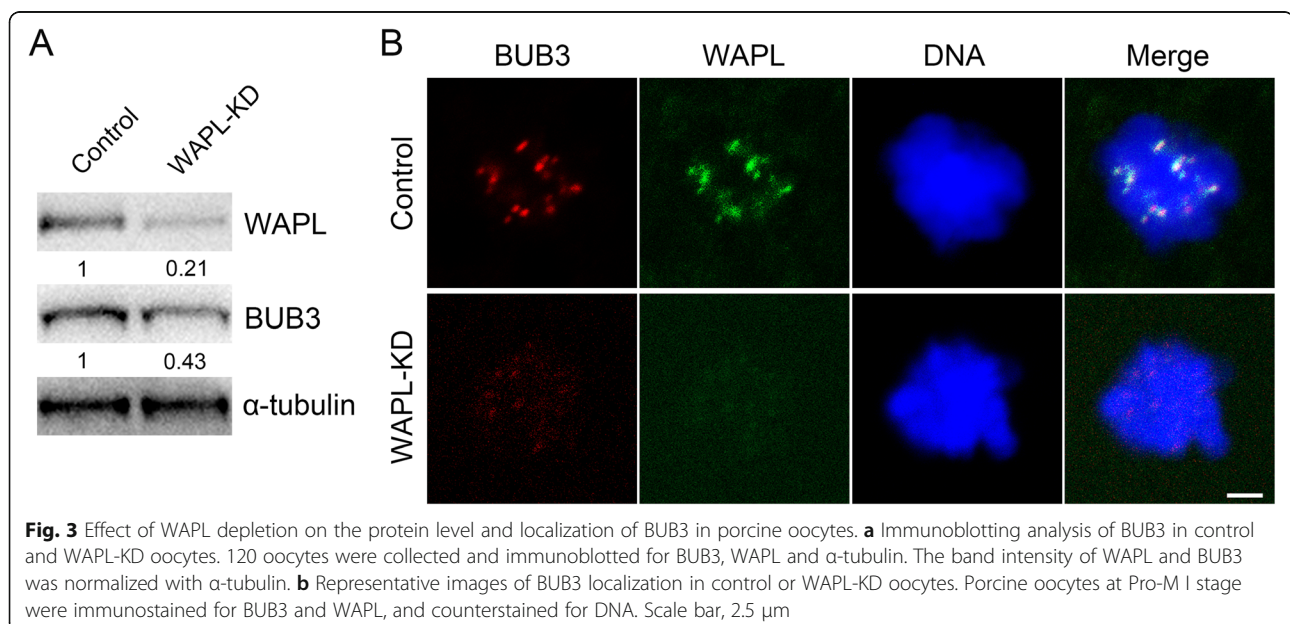 A
Control
WAPL-KD
WAPL
1 0.21
BUB3
1 0.43
α-tubulin
B
BUB3 WAPL DNA Merge
Control
WAPL-KD
Fig. 3 Effect of WAPL depletion on the protein level and localization of BUB3 in porcine oocytes. a Immunoblotting analysis of BUB3 in control
and WAPL-KD oocytes. 120 oocytes were collected and immunoblotted for BUB3, WAPL and α-tubulin. The band intensity of WAPL and BUB3
was normalized with α-tubulin. b Representative images of BUB3 localization in control or WAPL-KD oocytes. Porcine oocytes at Pro-M I stage
were immunostained for BUB3 and WAPL, and counterstained for DNA. Scale bar, 2.5 μm